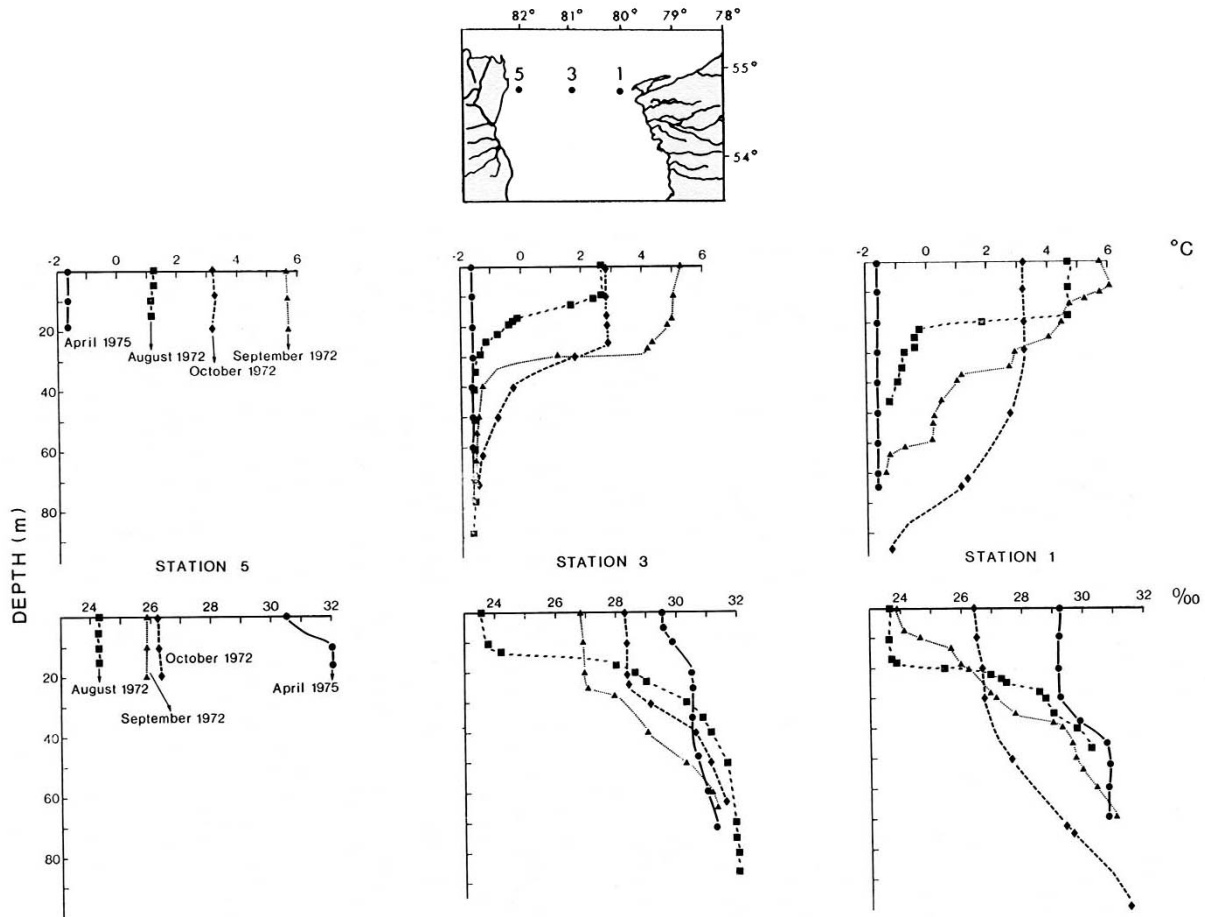 82° 81° 80° 79° 78°
55°
5 3 1
54°
-2 0 2 4 6
-2 0 2 4 6
-2 0 2 4 6 °C
20
April 1975 August 1972 September 1972
October 1972
40
60
80
DEPTH (m)
STATION 5 STATION 3 STATION 1
24 26 28 30 32
24 26 28 30 32
24 26 28 30 32 ‰
October 1972
20
August 1972 April 1975
September 1972
40
60
80